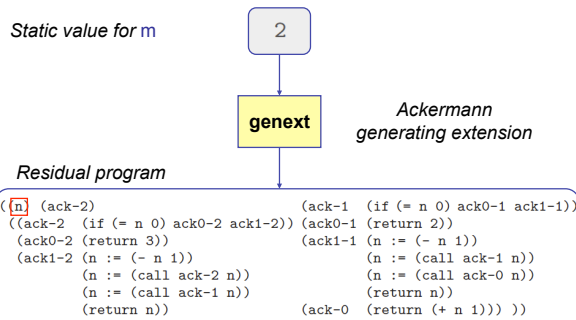 Static value for m
2
genext
Ackermann
generating extension
Residual program
((n) (ack-2)
((ack-2 (if (= n 0) ack0-2 ack1-2))
(ack0-2 (return 3))
(ack1-2 (n := (- n 1))
(n := (call ack-2 n))
(n := (call ack-1 n))
(return n))
(ack-1 (if (= n 0) ack0-1 ack1-1))
(ack0-1 (return 2))
(ack1-1 (n := (- n 1))
(n := (call ack-1 n))
(n := (call ack-0 n))
(return n))
(ack-0 (return (+ n 1))) ))